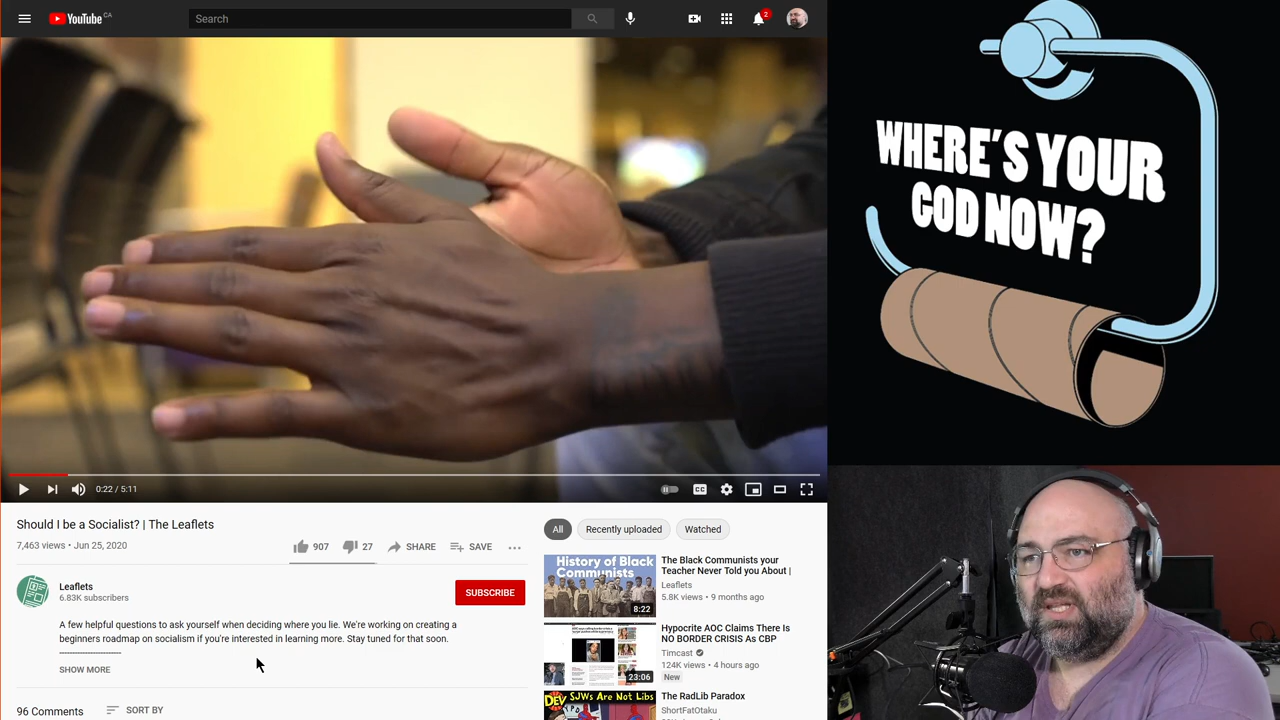 YouTube CA
Search
2
WHERE'S YOUR
GOD NOW?
0:22 / 5:11
CC
Should I be a Socialist? | The Leaflets
7,463 views • Jun 25, 2020
907
27
SHARE
SAVE
Leaflets
6.83K subscribers
SUBSCRIBE
A few helpful questions to ask yourself when deciding where you lie. We're working on creating a
beginners roadmap on socialism if you're interested in learning more. Stay tuned for that soon.
SHOW MORE
96 Comments
SORT BY
All
Recently uploaded
Watched
History of Black
Communists
8:22
The Black Communists your
Teacher Never Told you About |
Leaflets
5.8K views • 9 months ago
23:06
Hypocrite AOC Claims There Is
NO BORDER CRISIS As CBP
Timcast
124K views • 4 hours ago
New
SJWs Are Not Libs
The RadLib Paradox
ShortFatOtaku